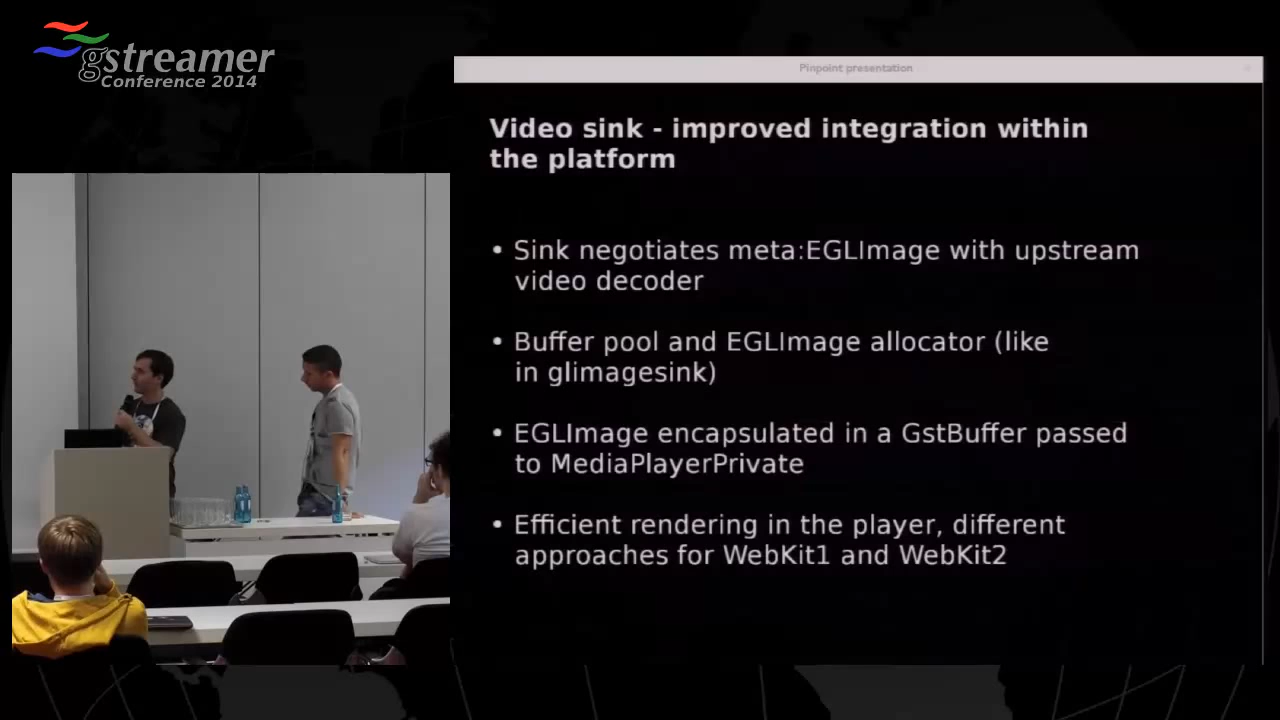 gstreamer
Conference 2014
Pinpoint presentation
Video sink - improved integration within
the platform
• Sink negotiates meta:EGLImage with upstream
video decoder
• Buffer pool and EGLImage allocator (like
in glimagesink)
• EGLImage encapsulated in a GstBuffer passed
to MediaPlayerPrivate
• Efficient rendering in the player, different
approaches for WebKit1 and WebKit2